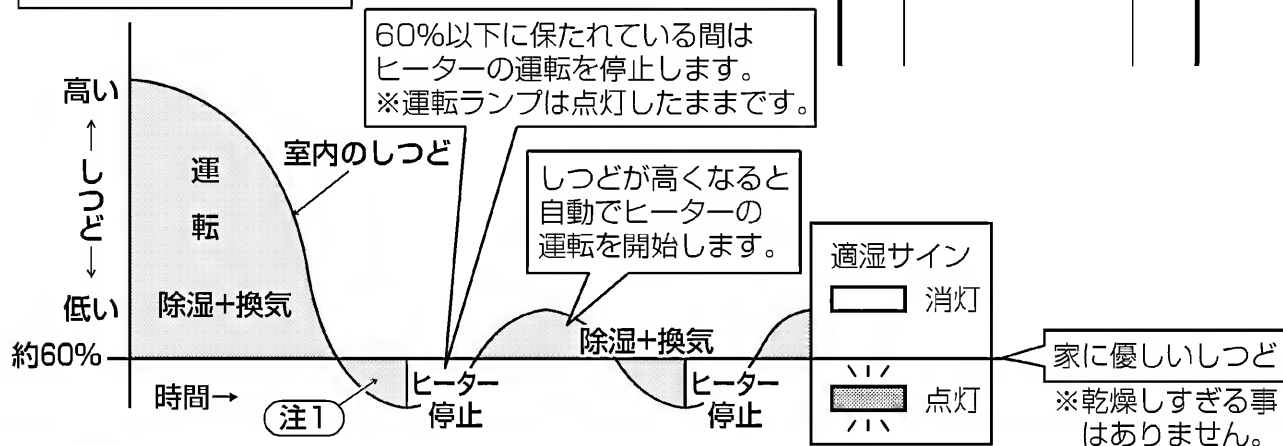 60%以下に保たれている間は
ヒーターの運転を停止します。
※運転ランプは点灯したままです。
高い
←しつど→
低い
約60%
室内のしつど
運
転
除湿+換気
しつどが高くなると
自動でヒーターの
運転を開始します。
除湿+換気
時間→
注1
ヒーター
停止
ヒーター
停止
適湿サイン
消灯
点灯
家に優しいしつど
※乾燥しすぎる事
はありません。